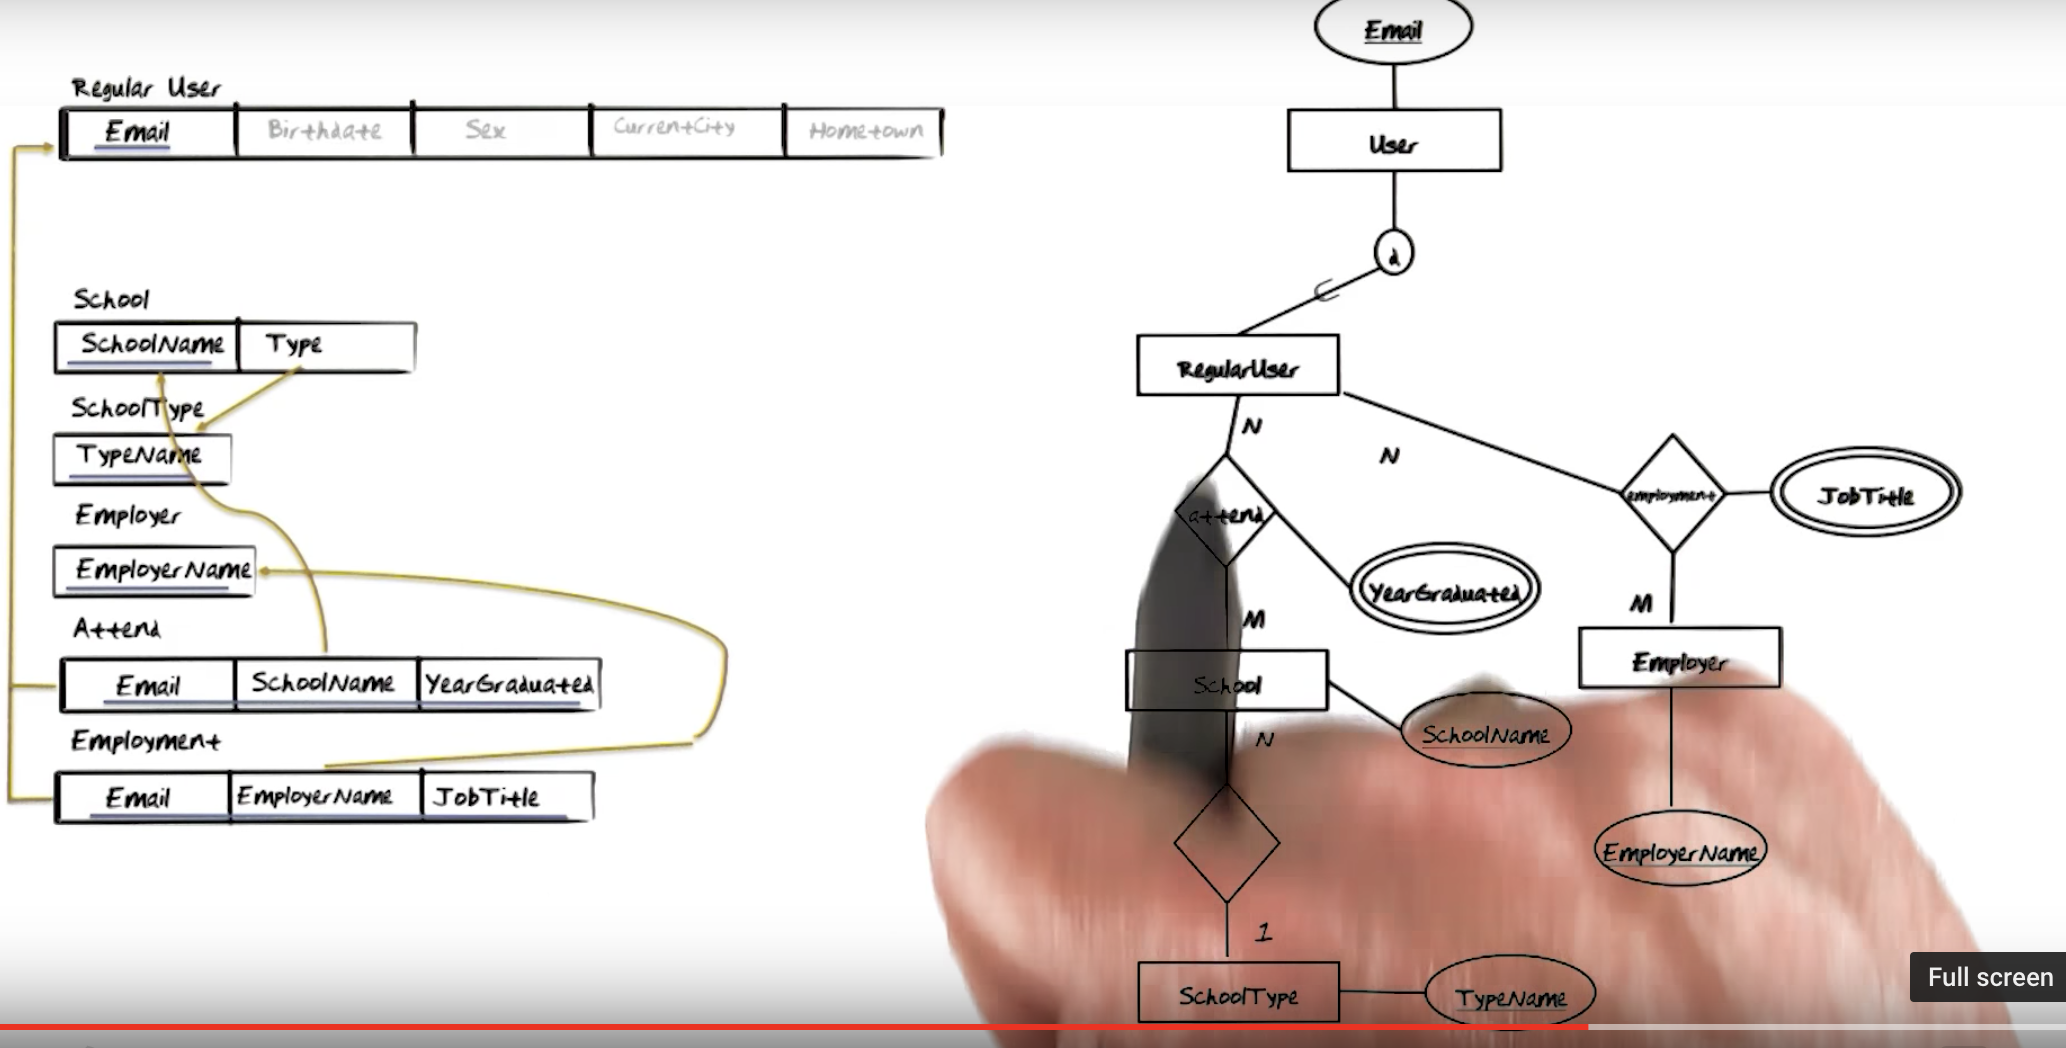 Regular User
Email Birthdate Sex CurrentCity Hometown
School
SchoolName Type
SchoolType
TypeName
Employer
EmployerName
Attend
Email SchoolName YearGraduated
Employment
Email EmployerName JobTitle
Email
User
d
RegularUser
N
N
attend
employment
JobTitle
YearGraduated
M
M
School
Employer
SchoolName
N
EmployerName
1
SchoolType
TypeName
Full screen